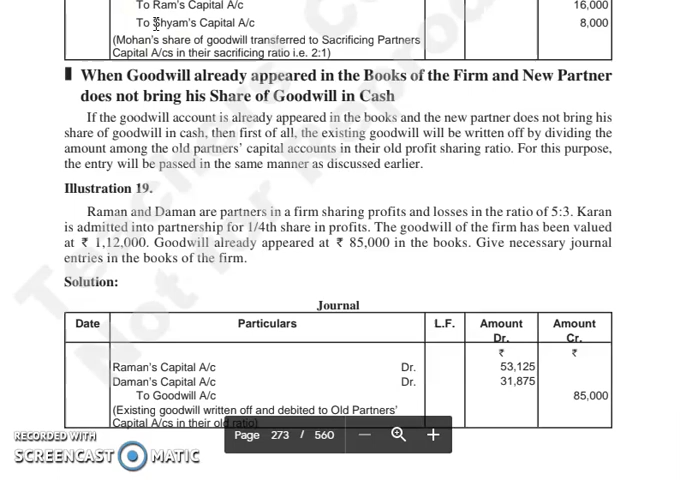 To Ram's Capital A/c 16,000
To Shyam's Capital A/c 8,000
(Mohan's share of goodwill transferred to Sacrificing Partners
Capital A/cs in their sacrificing ratio i.e. 2:1)
When Goodwill already appeared in the Books of the Firm and New Partner
does not bring his Share of Goodwill in Cash
If the goodwill account is already appeared in the books and the new partner does not bring his
share of goodwill in cash, then first of all, the existing goodwill will be written off by dividing the
amount among the old partners' capital accounts in their old profit sharing ratio. For this purpose,
the entry will be passed in the same manner as discussed earlier.
Illustration 19.
Raman and Daman are partners in a firm sharing profits and losses in the ratio of 5:3. Karan
is admitted into partnership for 1/4th share in profits. The goodwill of the firm has been valued
at ₹ 1,12,000. Goodwill already appeared at ₹ 85,000 in the books. Give necessary journal
entries in the books of the firm.
Solution:
Journal
Date Particulars L.F. Amount Amount
Dr. Cr.
₹ ₹
Raman's Capital A/c Dr. 53,125
Daman's Capital A/c Dr. 31,875
To Goodwill A/c 85,000
(Existing goodwill written off and debited to Old Partners'
Capital A/cs in their old ratio)
Page 273 / 560 — +
RECORDED WITH
SCREENCAST O MATIC